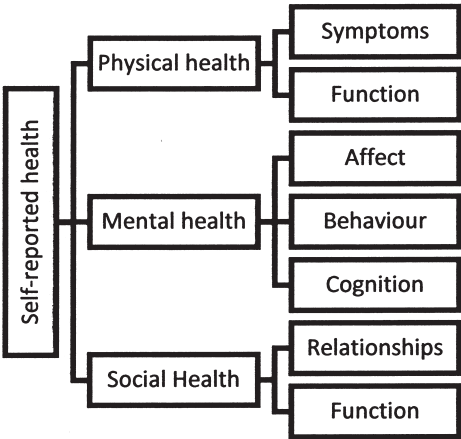 Self-reported health
Physical health
Symptoms
Function
Mental health
Affect
Behaviour
Cognition
Social Health
Relationships
Function